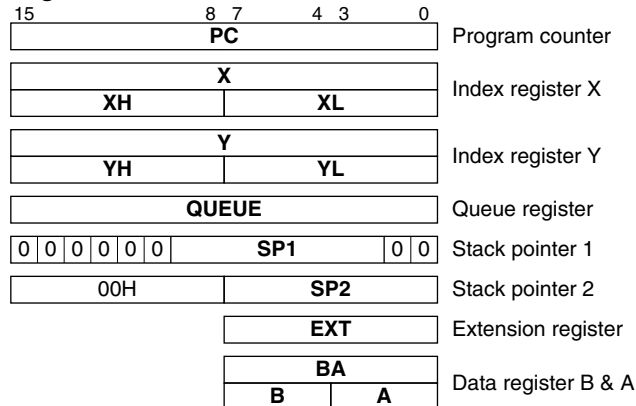 15 8 7 4 3 0
PC Program counter
X
Index register X
XH XL
Y
Index register Y
YH YL
QUEUE Queue register
0 0 0 0 0 0 SP1 0 0 Stack pointer 1
00H SP2 Stack pointer 2
EXT Extension register
BA
Data register B & A
B A